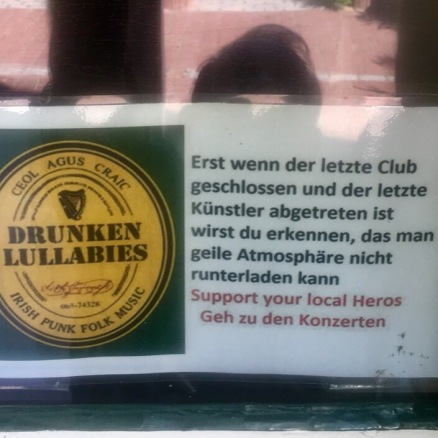 CEOL AGUS CRAIC
DRUNKEN
LULLABIES
IRISH PUNK FOLK MUSIC
Erst wenn der letzte Club
geschlossen und der letzte
Künstler abgetreten ist
wirst du erkennen, das man
geile Atmosphäre nicht
runterladen kann
Support your local Heros
Geh zu den Konzerten